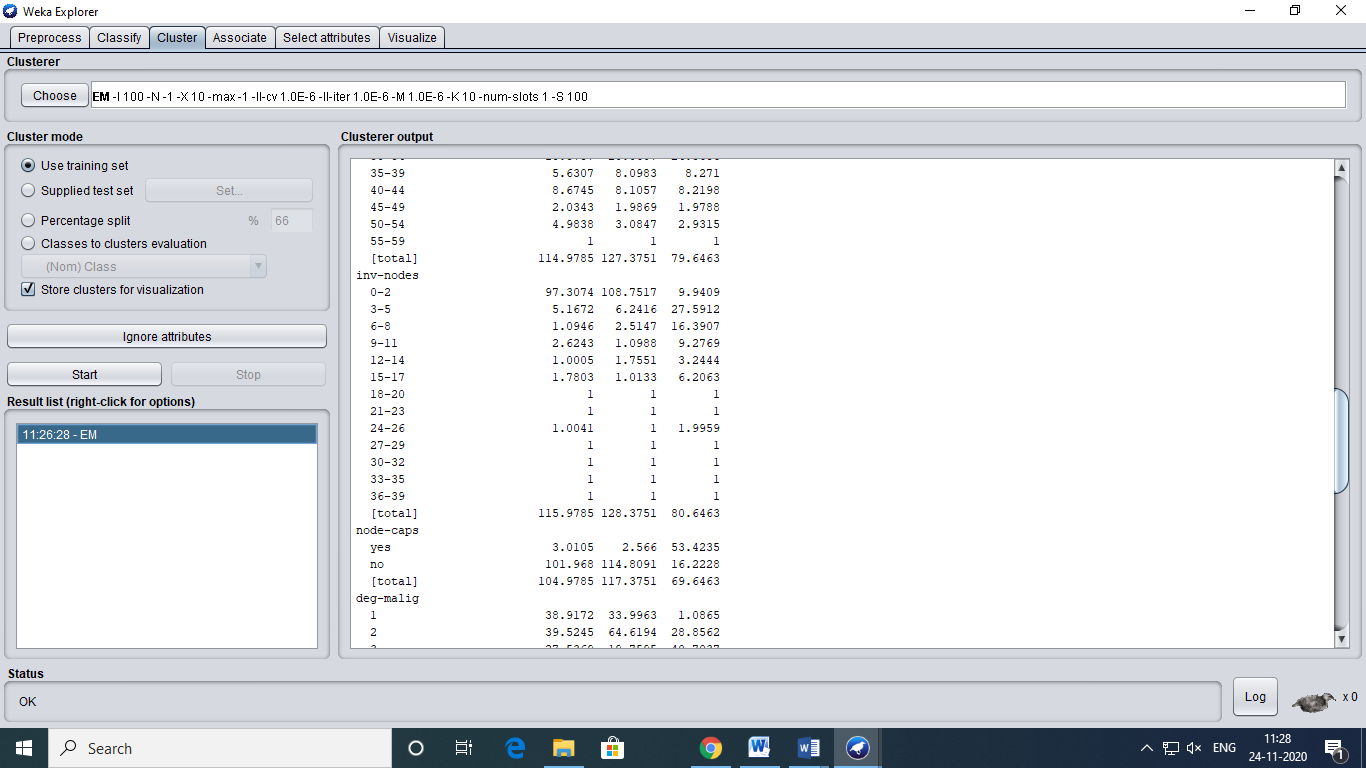 Weka Explorer
Preprocess Classify Cluster Associate Select attributes Visualize
Clusterer
Choose EM -I 100 -N -1 -X 10 -max -1 -ll-cv 1.0E-6 -ll-iter 1.0E-6 -M 1.0E-6 -K 10 -num-slots 1 -S 100
Cluster mode
Use training set
Supplied test set Set...
Percentage split % 66
Classes to clusters evaluation
(Nom) Class
Store clusters for visualization
Ignore attributes
Start Stop
Result list (right-click for options)
11:26:28 - EM
Clusterer output
35-39 5.6307 8.0983 8.271
40-44 8.6745 8.1057 8.2198
45-49 2.0343 1.9869 1.9788
50-54 4.9838 3.0847 2.9315
55-59 1 1 1
[total] 114.9785 127.3751 79.6463
inv-nodes
0-2 97.3074 108.7517 9.9409
3-5 5.1672 6.2416 27.5912
6-8 1.0946 2.5147 16.3907
9-11 2.6243 1.0988 9.2769
12-14 1.0005 1.7551 3.2444
15-17 1.7803 1.0133 6.2063
18-20 1 1 1
21-23 1 1 1
24-26 1.0041 1 1.9959
27-29 1 1 1
30-32 1 1 1
33-35 1 1 1
36-39 1 1 1
[total] 115.9785 128.3751 80.6463
node-caps
yes 3.0105 2.566 53.4235
no 101.968 114.8091 16.2228
[total] 104.9785 117.3751 69.6463
deg-malig
1 38.9172 33.9963 1.0865
2 39.5245 64.6194 28.8562
Status
OK
Log x 0
Search
ENG
11:28
24-11-2020
1